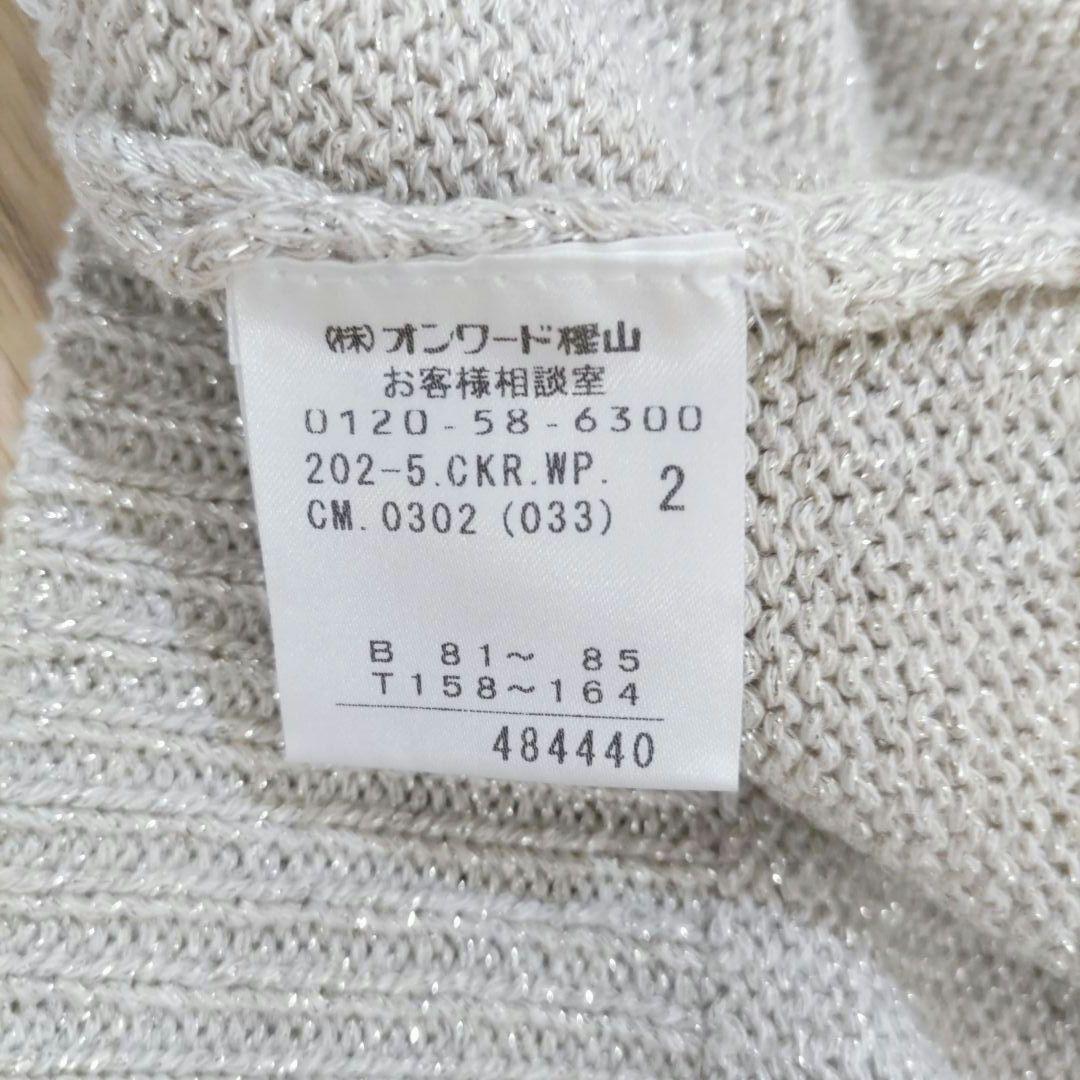 (株)オンワード樫山
お客様相談室
0120-58-6300
202-5.CKR.WP.
CM.0302 (033)
2
B 81～ 85
T158～164
484440